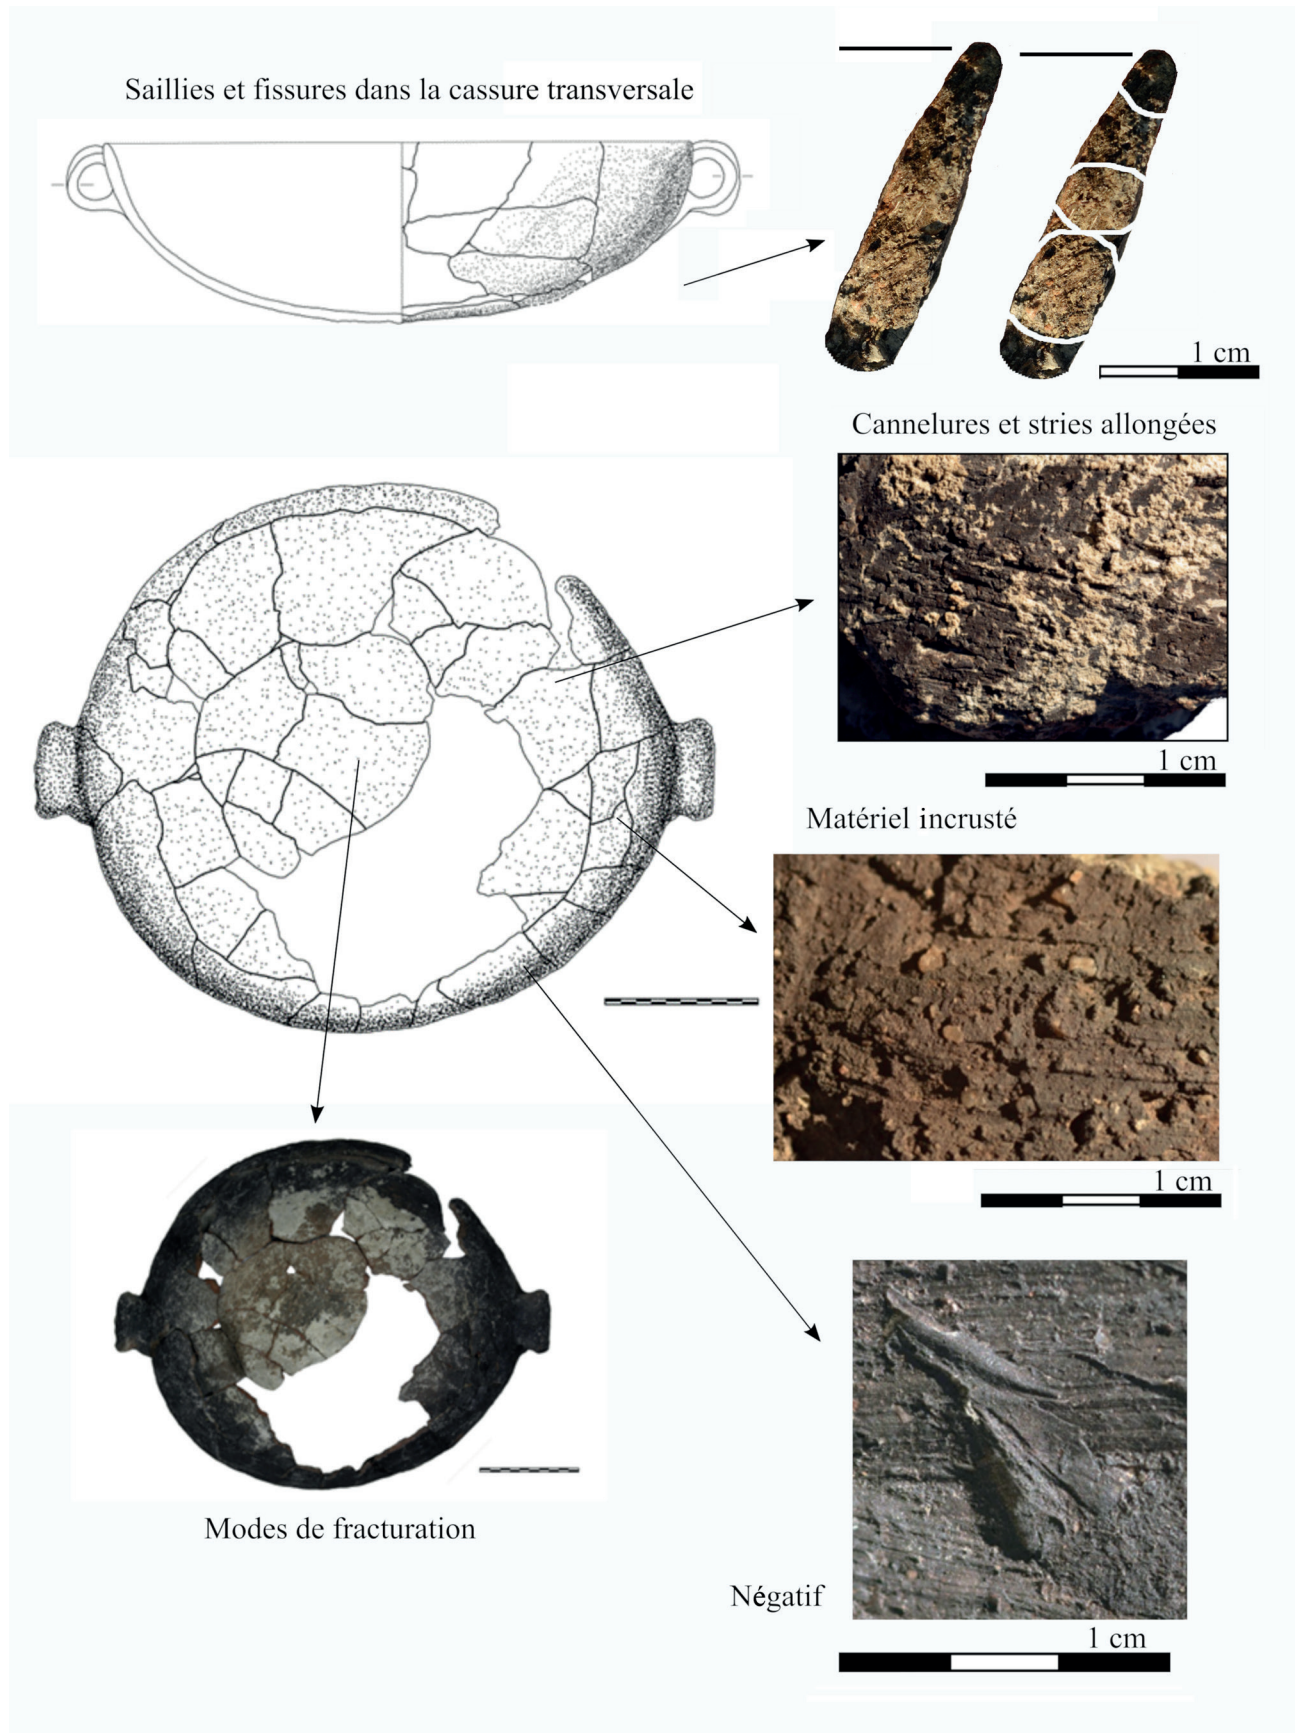 Saillies et fissures dans la cassure transversale
1 cm
Cannelures et stries allongées
1 cm
Matériel incrusté
1 cm
Modes de fracturation
Négatif
1 cm